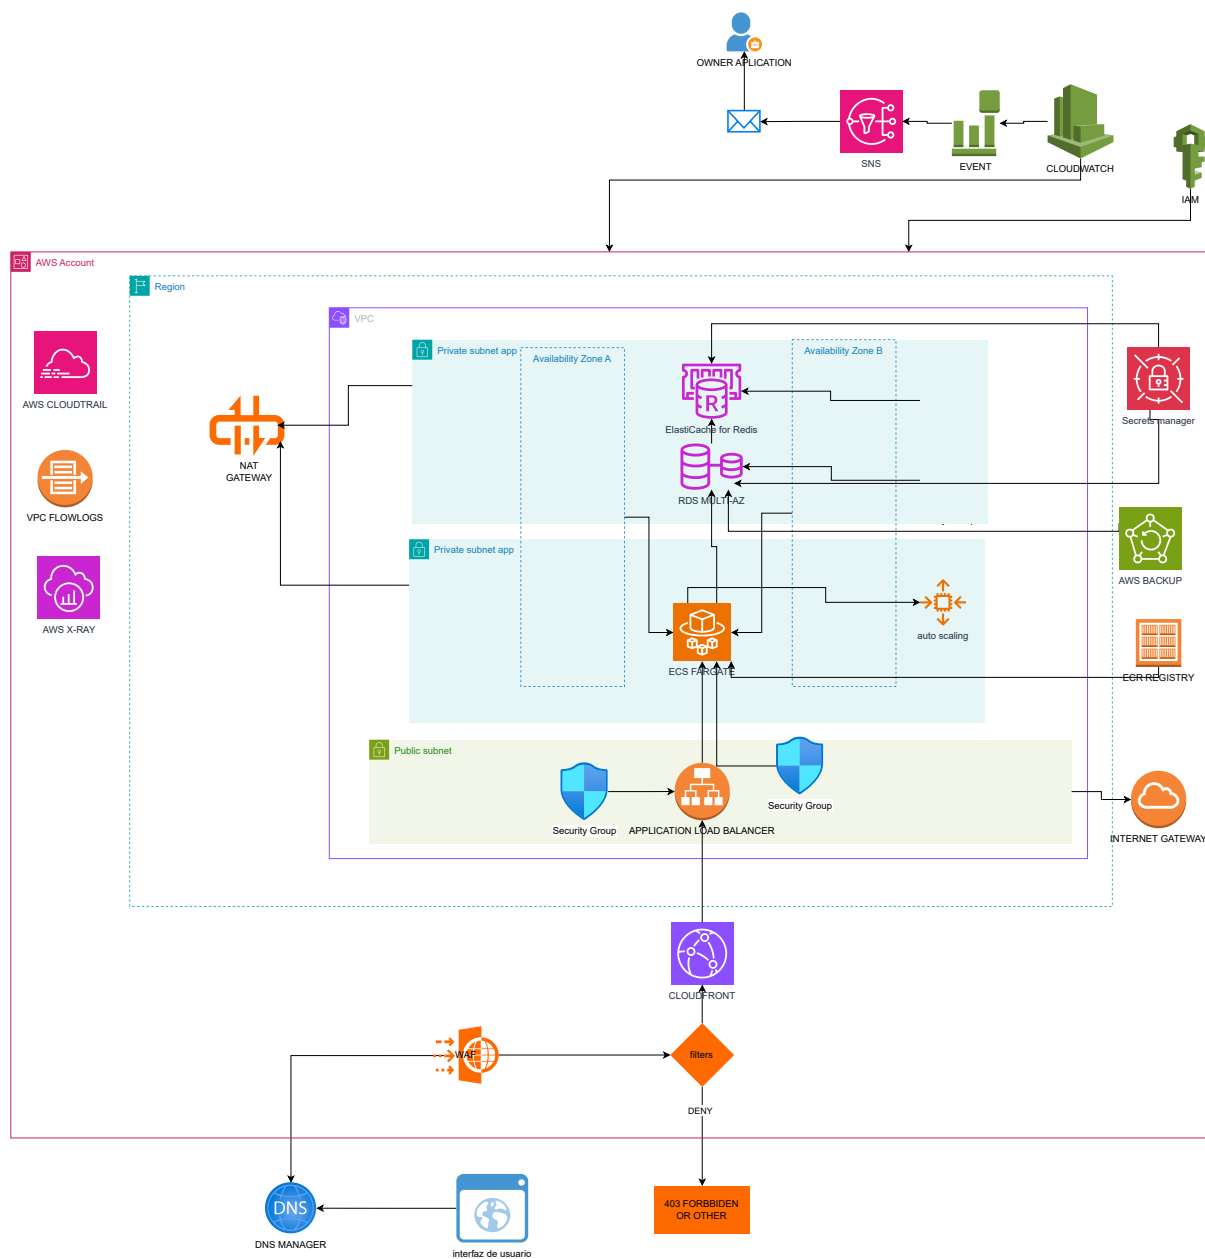 OWNER APLICATION
SNS
EVENT
CLOUDWATCH
IAM
AWS Account
Region
VPC
Private subnet app
Availability Zone A
Availability Zone B
AWS CLOUDTRAIL
NAT
GATEWAY
R
ElastiCache for Redis
Secrets manager
VPC FLOWLOGS
RDS MULTI-AZ
Private subnet app
AWS BACKUP
AWS X-RAY
auto scaling
ECS FARGATE
ECR REGISTRY
Public subnet
Security Group
APPLICATION LOAD BALANCER
Security Group
INTERNET GATEWAY
CLOUDFRONT
WAF
filters
DENY
DNS
403 FORBBIDEN
OR OTHER
DNS MANAGER
interfaz de usuario